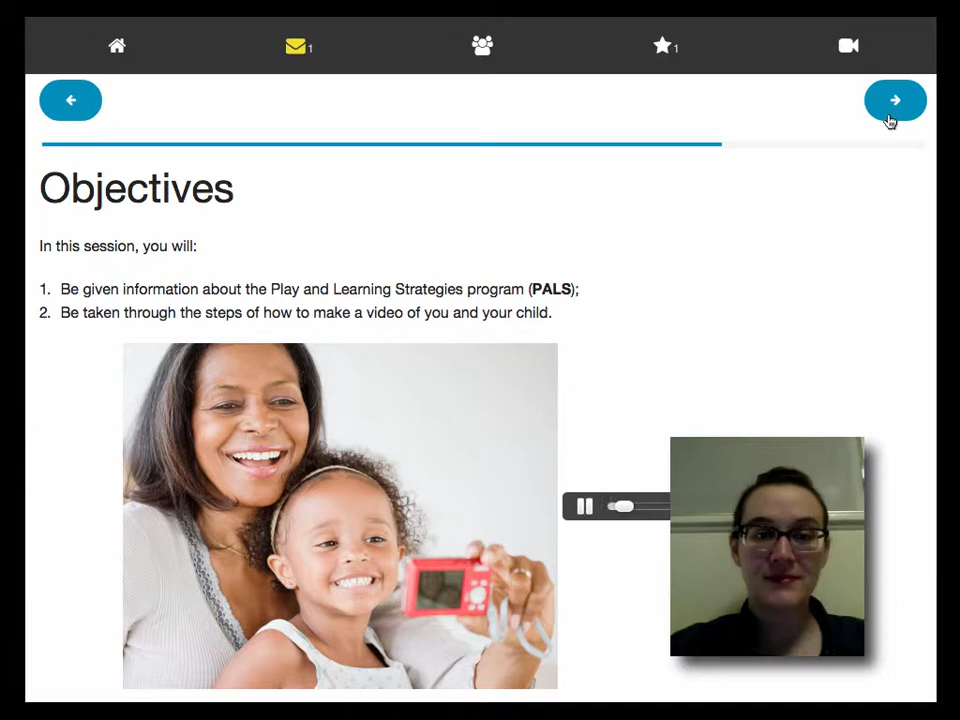 1
1
Objectives
In this session, you will:
1. Be given information about the Play and Learning Strategies program (PALS);
2. Be taken through the steps of how to make a video of you and your child.